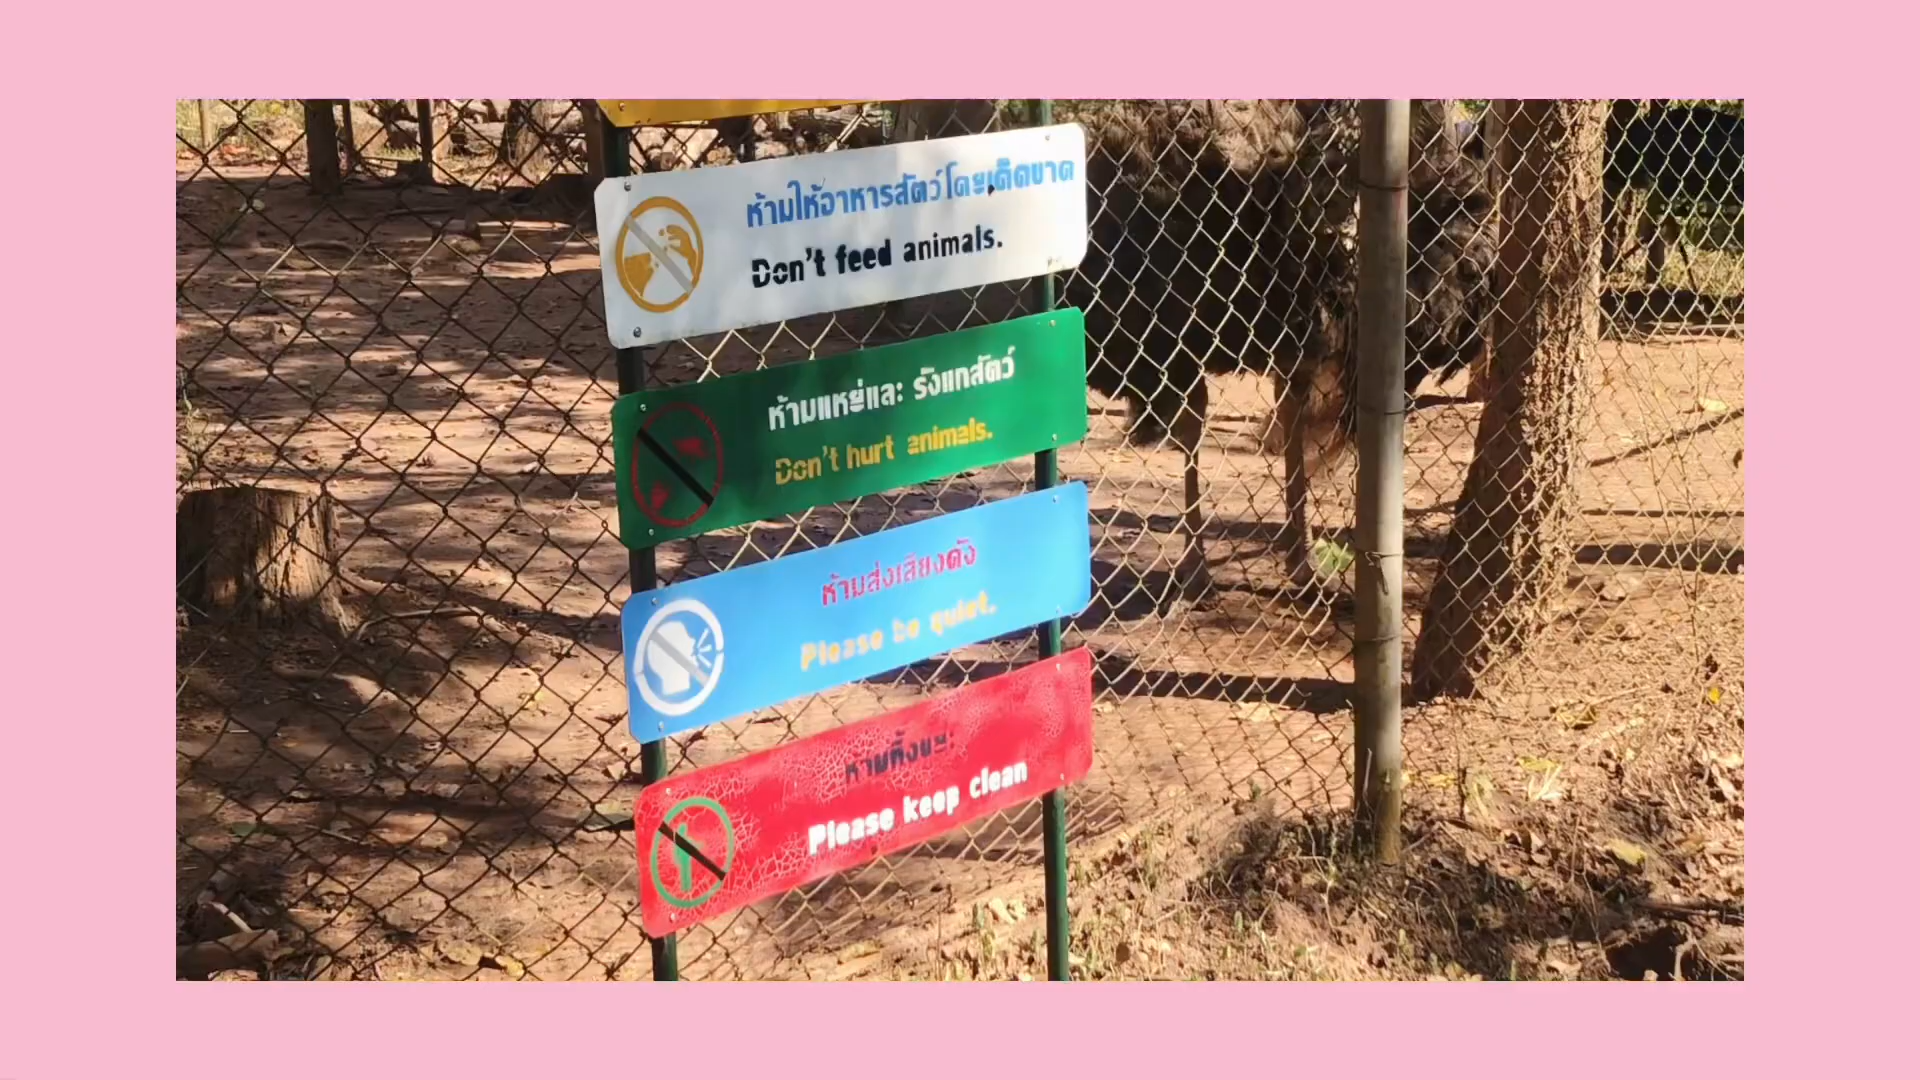 ห้ามให้อาหารสัตว์โดยเด็ดขาด
Don't feed animals.
ห้ามแหย่และ รังแกสัตว์
Don't hurt animals.
ห้ามส่งเสียงดัง
Please be quiet.
ห้ามทิ้งขยะ
Please keep clean